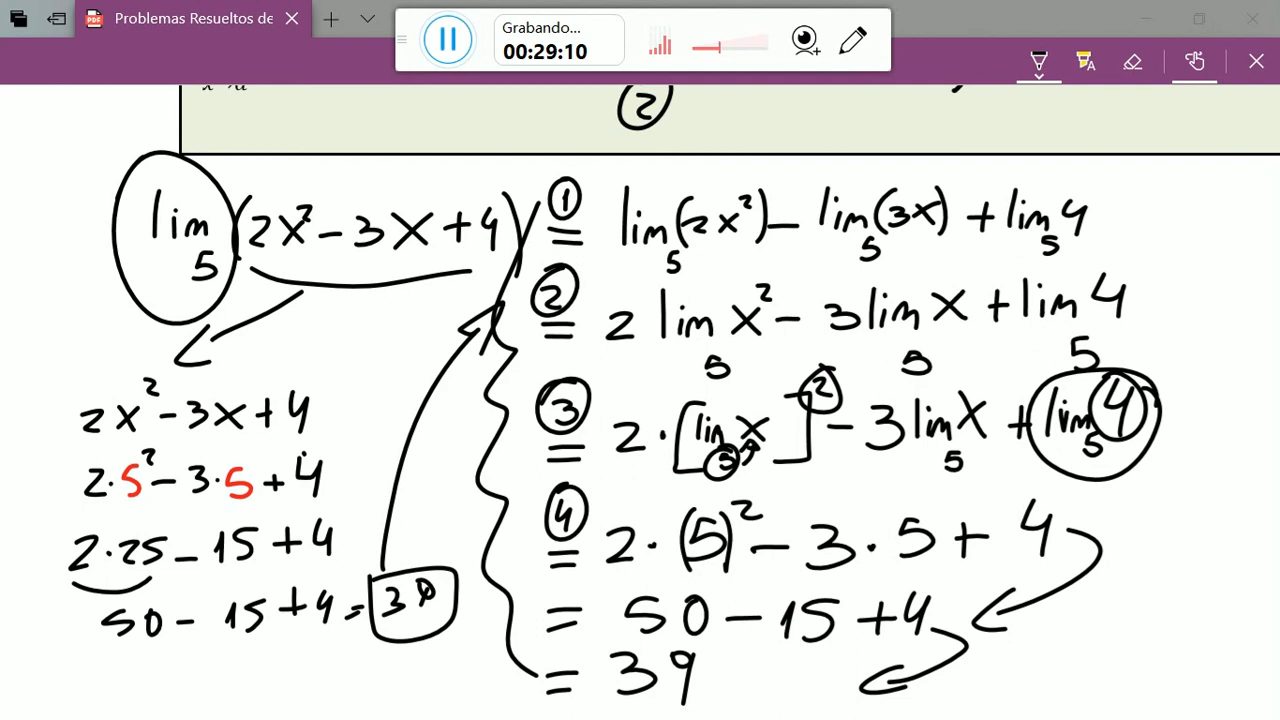 Problemas Resueltos de
Grabando...
00:29:10
②
lim 5 (2x² - 3x + 4) ①= lim 5 (2x²) - lim 5 (3x) + lim 5 4
②= 2 lim 5 x² - 3 lim 5 x + lim 5 4
③= 2 · [lim 5 x]² - 3 lim 5 x + lim 5 4
④= 2 · (5)² - 3 · 5 + 4
= 50 - 15 + 4
= 39
2x² - 3x + 4
2 · 5² - 3 · 5 + 4
2 · 25 - 15 + 4
50 - 15 + 4 = 39